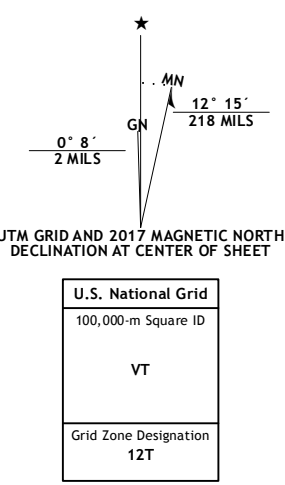 MN
GN
12° 15´
218 MILS
0° 8´
2 MILS
UTM GRID AND 2017 MAGNETIC NORTH
DECLINATION AT CENTER OF SHEET
U.S. National Grid
100,000-m Square ID
VT
Grid Zone Designation
12T